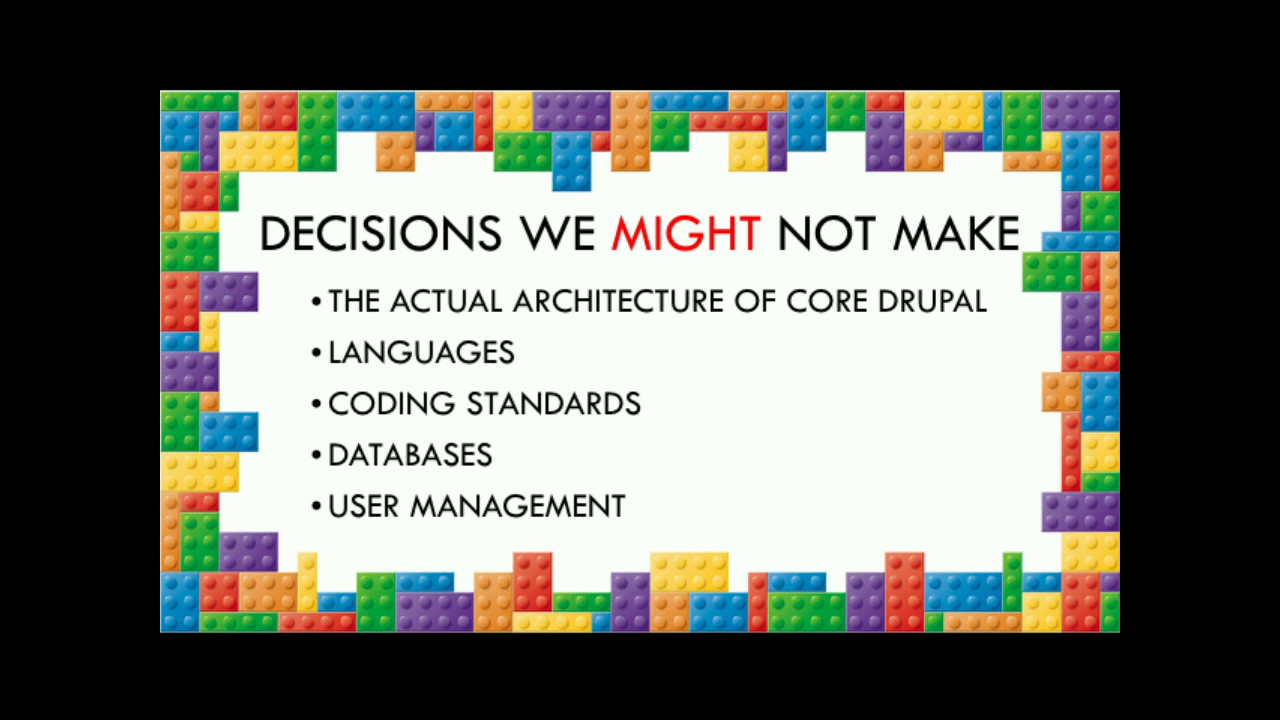 DECISIONS WE MIGHT NOT MAKE
• THE ACTUAL ARCHITECTURE OF CORE DRUPAL
• LANGUAGES
• CODING STANDARDS
• DATABASES
• USER MANAGEMENT